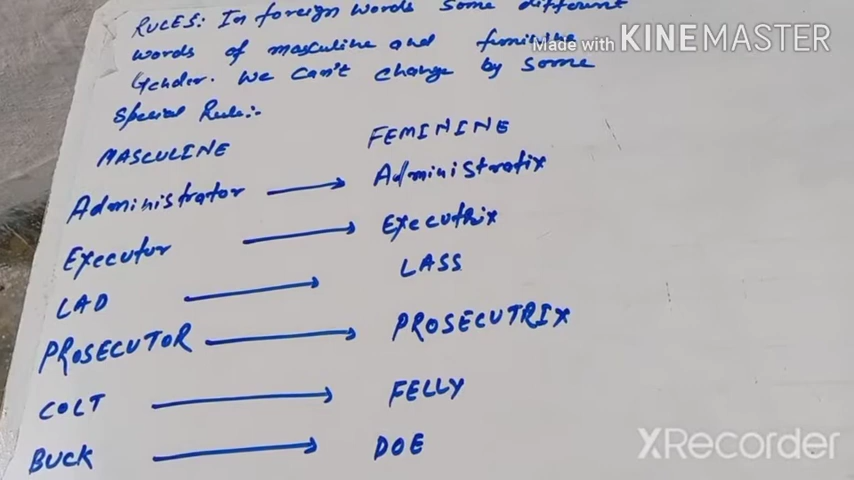 RULES: In foreign words some different
words of masculine and feminine
Gender. We can't change by some
Special Rule:-
MASCULINE FEMININE
Administrator Administratix
Executor Executrix
LAD LASS
PROSECUTOR PROSECUTRIX
COLT FELLY
BUCK DOE
Made with KINEMASTER
XRecorder